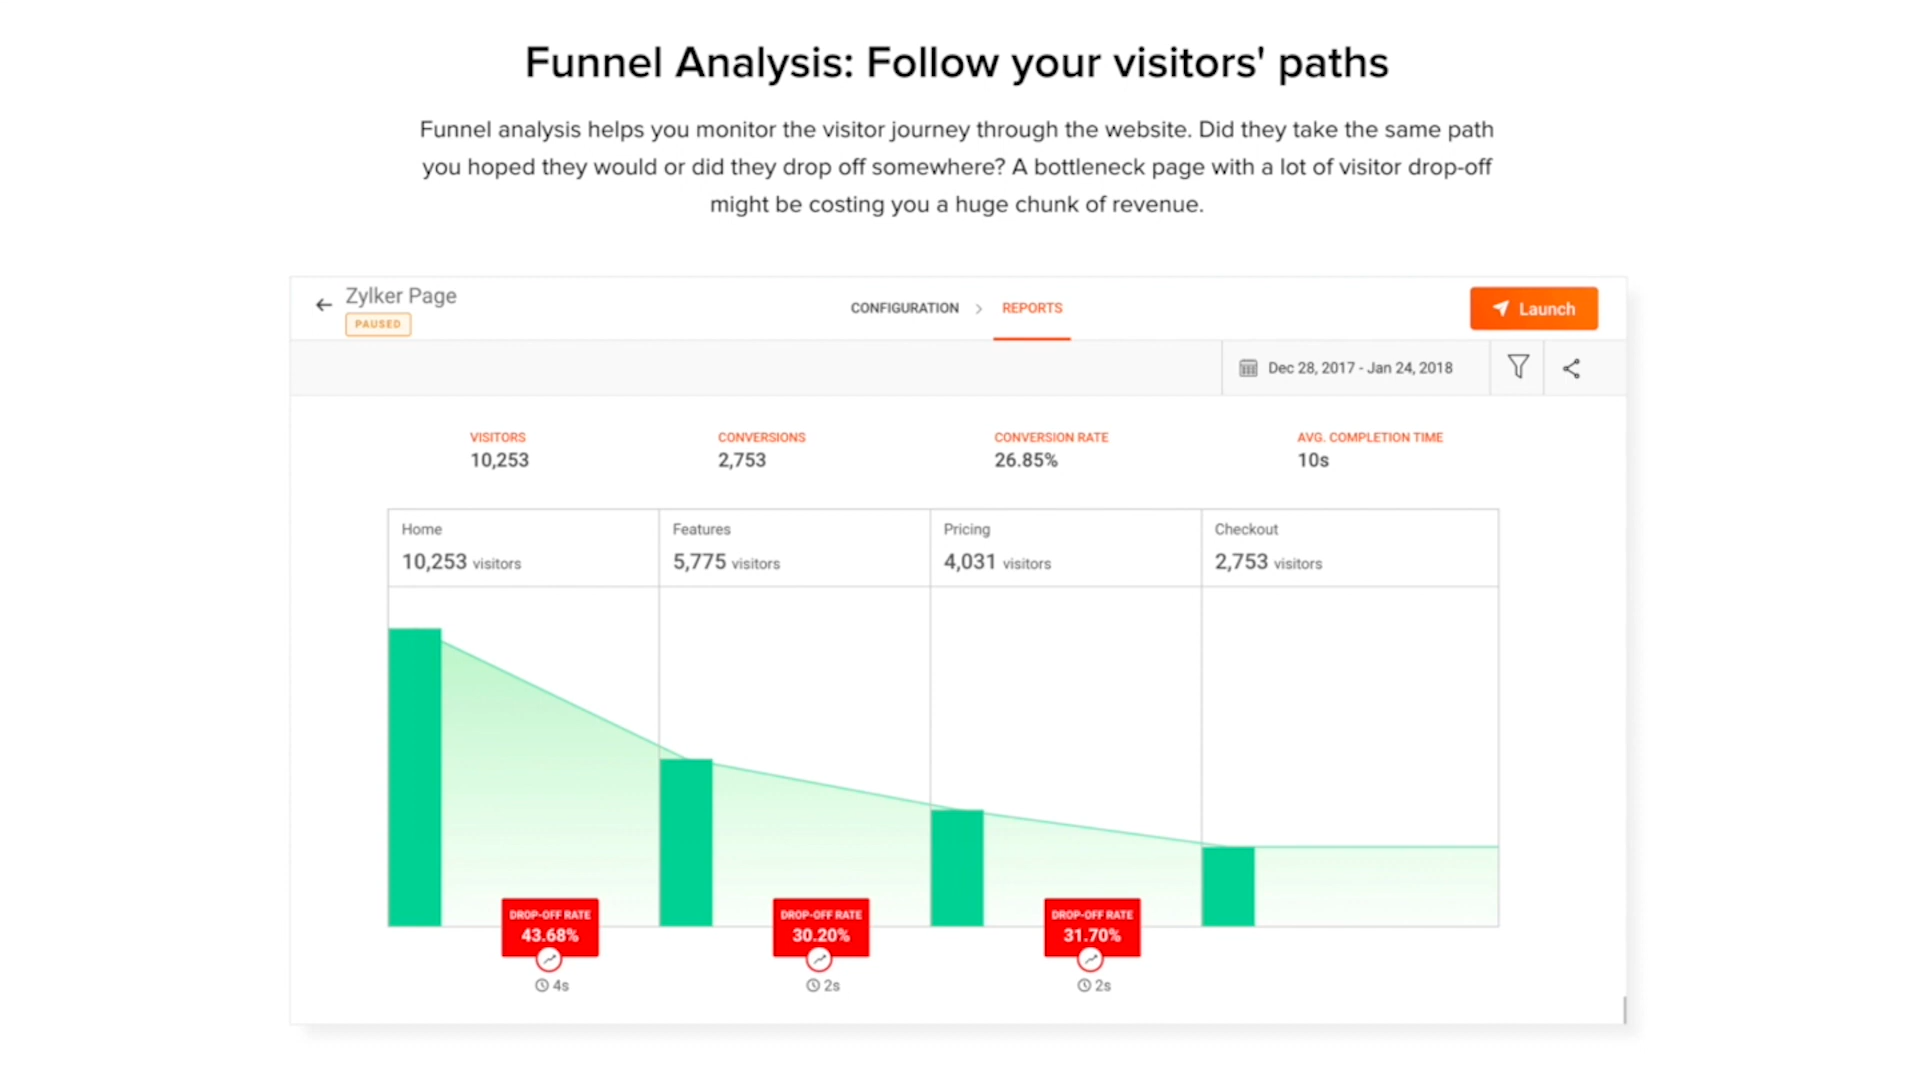 Funnel Analysis: Follow your visitors' paths
Funnel analysis helps you monitor the visitor journey through the website. Did they take the same path
you hoped they would or did they drop off somewhere? A bottleneck page with a lot of visitor drop-off
might be costing you a huge chunk of revenue.
Zylker Page
PAUSED
CONFIGURATION > REPORTS
Launch
Dec 28, 2017 - Jan 24, 2018
VISITORS CONVERSIONS CONVERSION RATE AVG. COMPLETION TIME
10,253 2,753 26.85% 10s
Home Features Pricing Checkout
10,253 visitors 5,775 visitors 4,031 visitors 2,753 visitors
DROP-OFF RATE DROP-OFF RATE DROP-OFF RATE
43.68% 30.20% 31.70%
4s 2s 2s